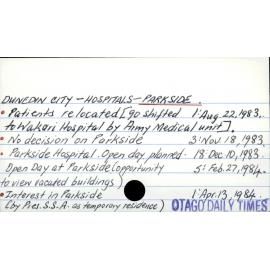 DUNEDIN CITY - HOSPITALS - PARKSIDE.
• Patients relocated [90 shifted 1: Aug. 22, 1983.
to Wakari Hospital by Army Medical unit].
• No decision on Parkside 3: Nov 18, 1983.
• Parkside Hospital. Open day planned. 18: Dec 10, 1983.
Open Day at Parkside (opportunity 5: Feb. 27, 1984.
to view vacated buildings)
• Interest in Parkside 1: Apr. 13, 1984.
(by Pres. S.S.A. as temporary residence)
OTAGO DAILY TIMES